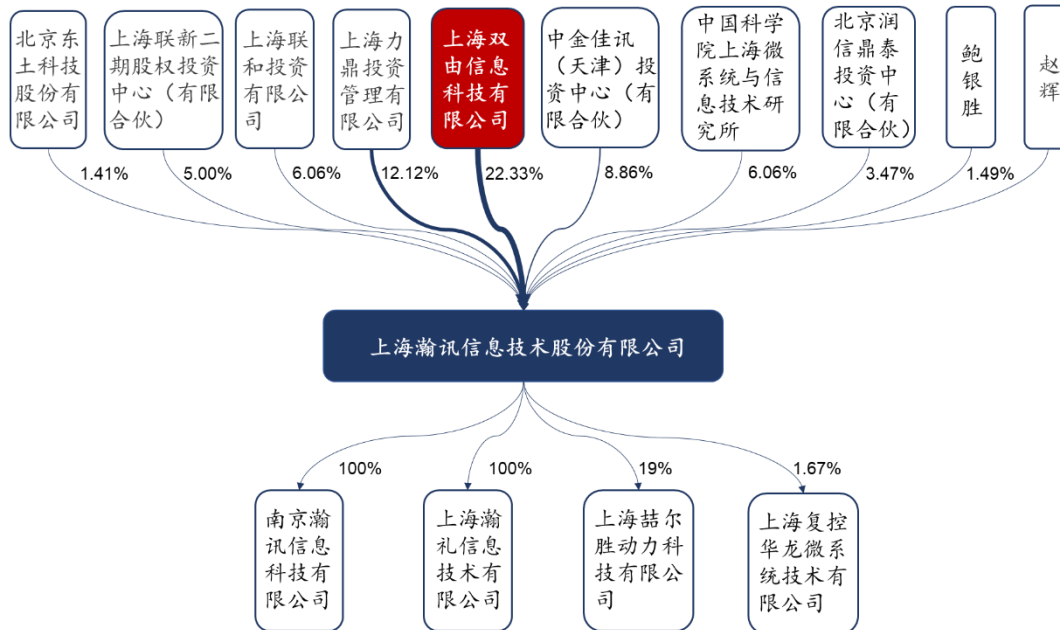 北京东
土科技
股份有
限公司
上海联新二
期股权投资
中心（有限
合伙）
上海联
和投资
有限公
司
上海力
鼎投资
管理有
限公司
上海双
由信息
科技有
限公司
中金佳讯
（天津）投
资中心（有
限合伙）
中国科学
院上海微
系统与信
息技术研
究所
北京润
信鼎泰
投资中
心（有
限合伙）
鲍
银
胜
赵
辉
1.41%
5.00%
6.06%
12.12%
22.33%
8.86%
6.06%
3.47%
1.49%
上海瀚讯信息技术股份有限公司
100%
100%
19%
1.67%
南京瀚
讯信息
科技有
限公司
上海瀚
礼信息
技术有
限公司
上海喆尔
胜动力科
技有限公
司
上海复控
华龙微系
统技术有
限公司